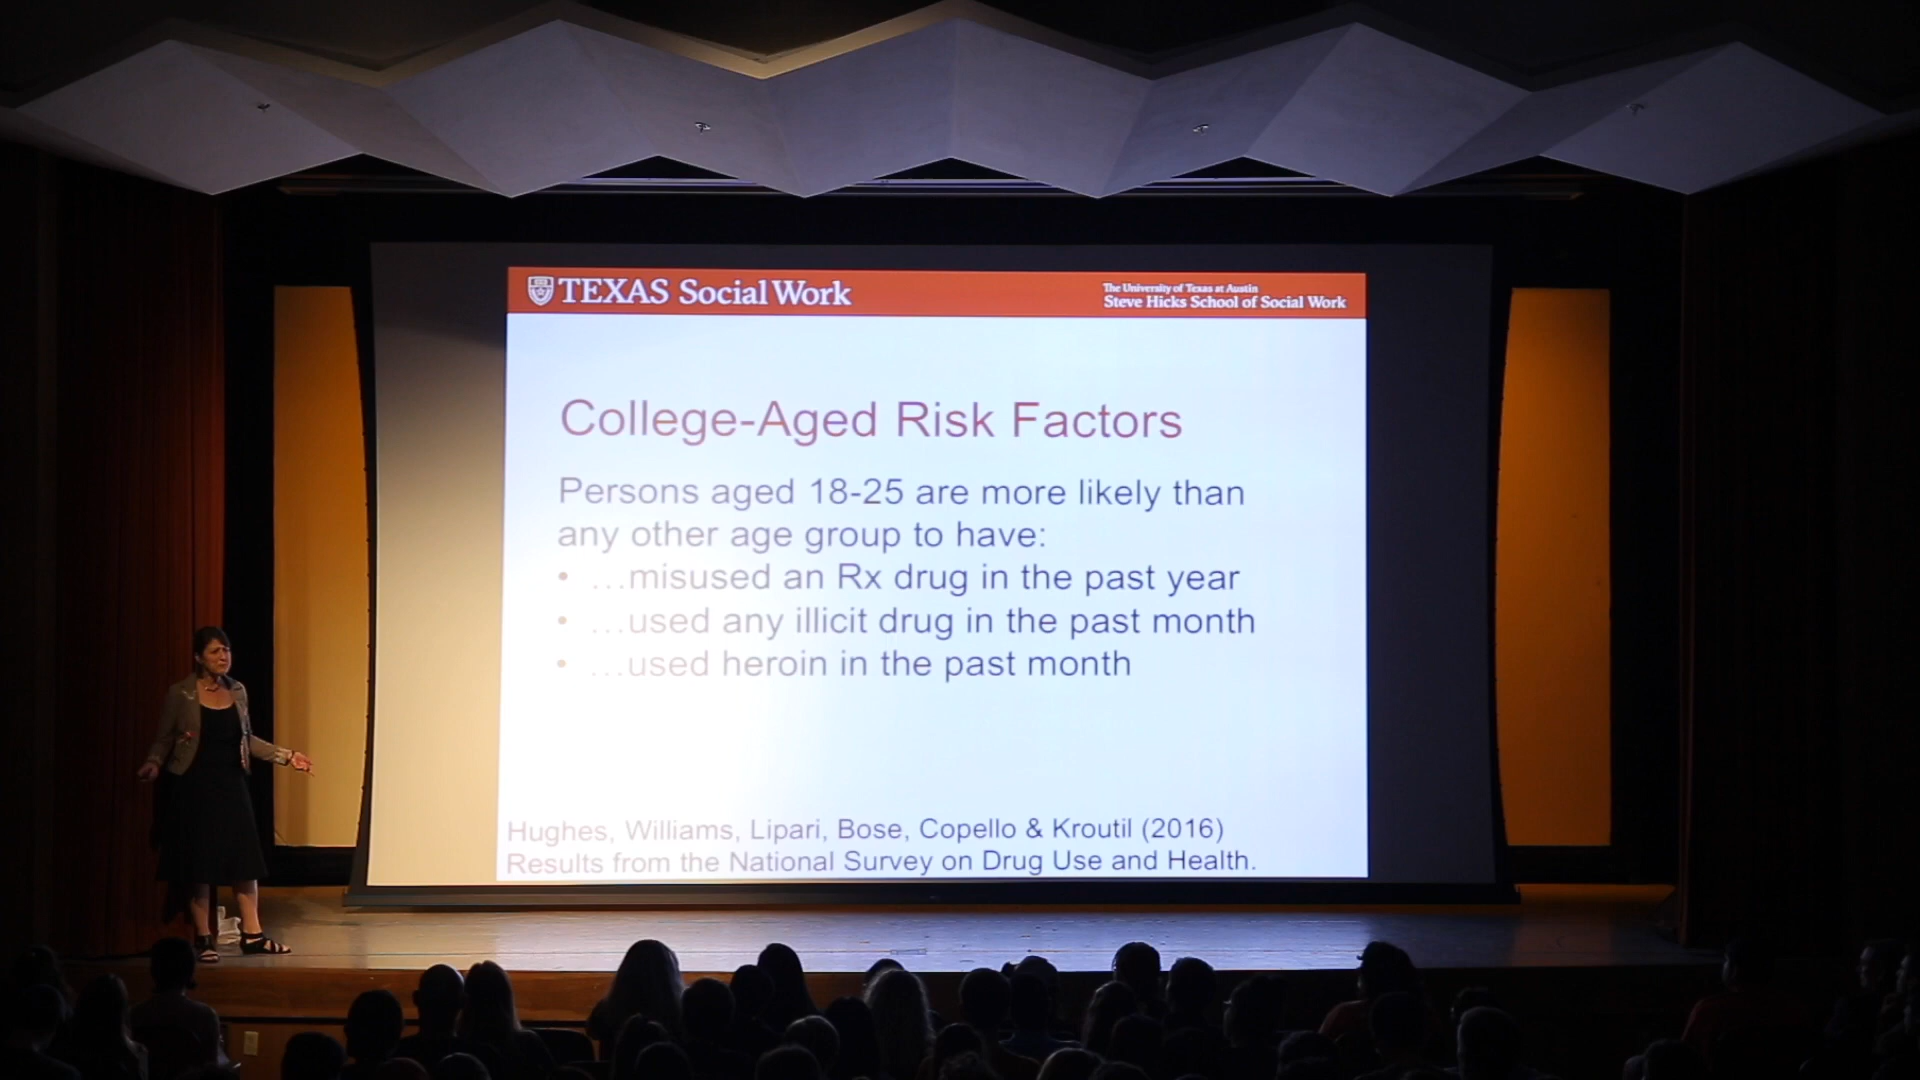 TEXAS Social Work
The University of Texas at Austin
Steve Hicks School of Social Work
College-Aged Risk Factors
Persons aged 18-25 are more likely than
any other age group to have:
• …misused an Rx drug in the past year
• …used any illicit drug in the past month
• …used heroin in the past month
Hughes, Williams, Lipari, Bose, Copello & Kroutil (2016)
Results from the National Survey on Drug Use and Health.